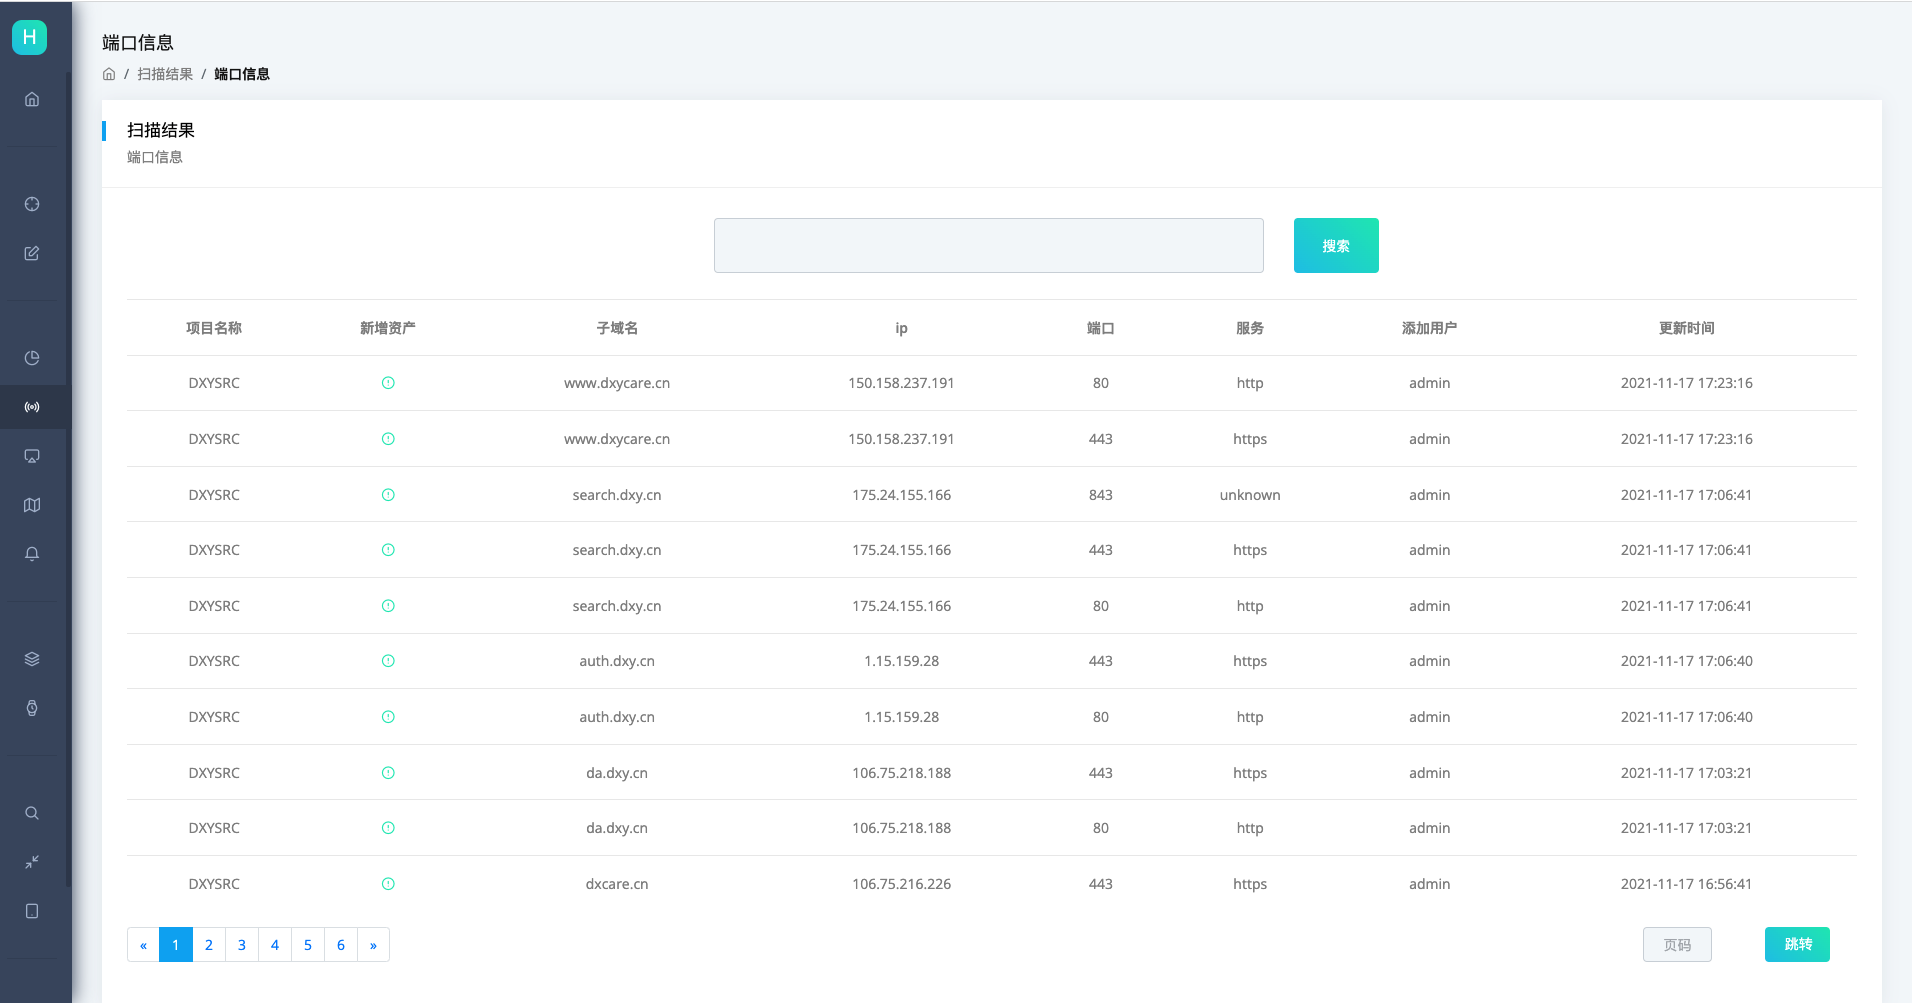 H
端口信息
/ 扫描结果 / 端口信息
扫描结果
端口信息
搜索
项目名称 新增资产 子域名 ip 端口 服务 添加用户 更新时间
DXYSRC www.dxycare.cn 150.158.237.191 80 http admin 2021-11-17 17:23:16
DXYSRC www.dxycare.cn 150.158.237.191 443 https admin 2021-11-17 17:23:16
DXYSRC search.dxy.cn 175.24.155.166 843 unknown admin 2021-11-17 17:06:41
DXYSRC search.dxy.cn 175.24.155.166 443 https admin 2021-11-17 17:06:41
DXYSRC search.dxy.cn 175.24.155.166 80 http admin 2021-11-17 17:06:41
DXYSRC auth.dxy.cn 1.15.159.28 443 https admin 2021-11-17 17:06:40
DXYSRC auth.dxy.cn 1.15.159.28 80 http admin 2021-11-17 17:06:40
DXYSRC da.dxy.cn 106.75.218.188 443 https admin 2021-11-17 17:03:21
DXYSRC da.dxy.cn 106.75.218.188 80 http admin 2021-11-17 17:03:21
DXYSRC dxcare.cn 106.75.216.226 443 https admin 2021-11-17 16:56:41
« 1 2 3 4 5 6 » 页码 跳转